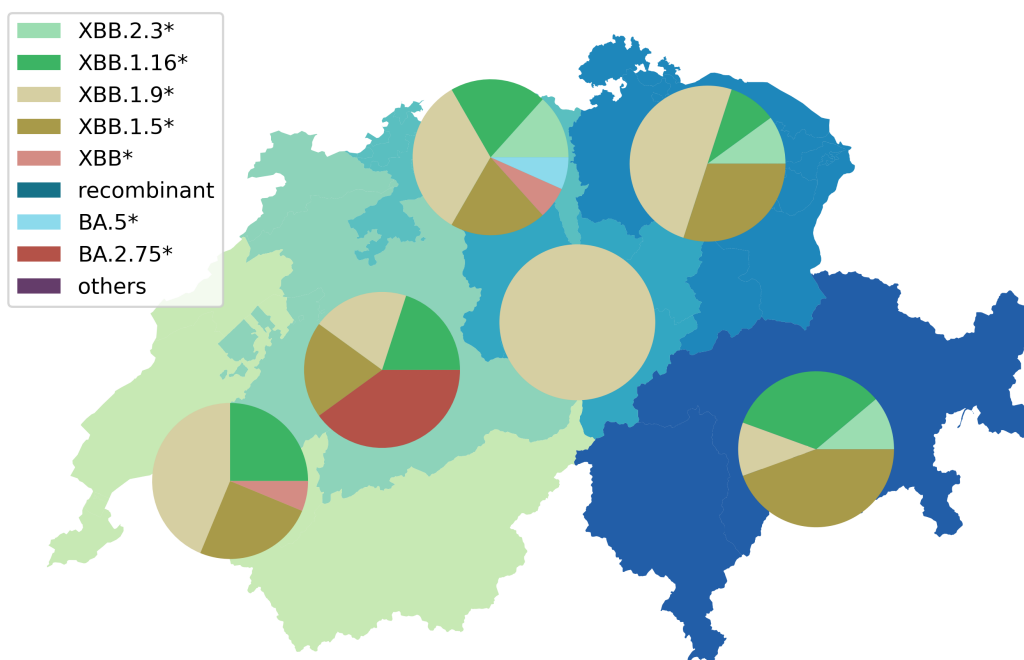 XBB.2.3*
XBB.1.16*
XBB.1.9*
XBB.1.5*
XBB*
recombinant
BA.5*
BA.2.75*
others